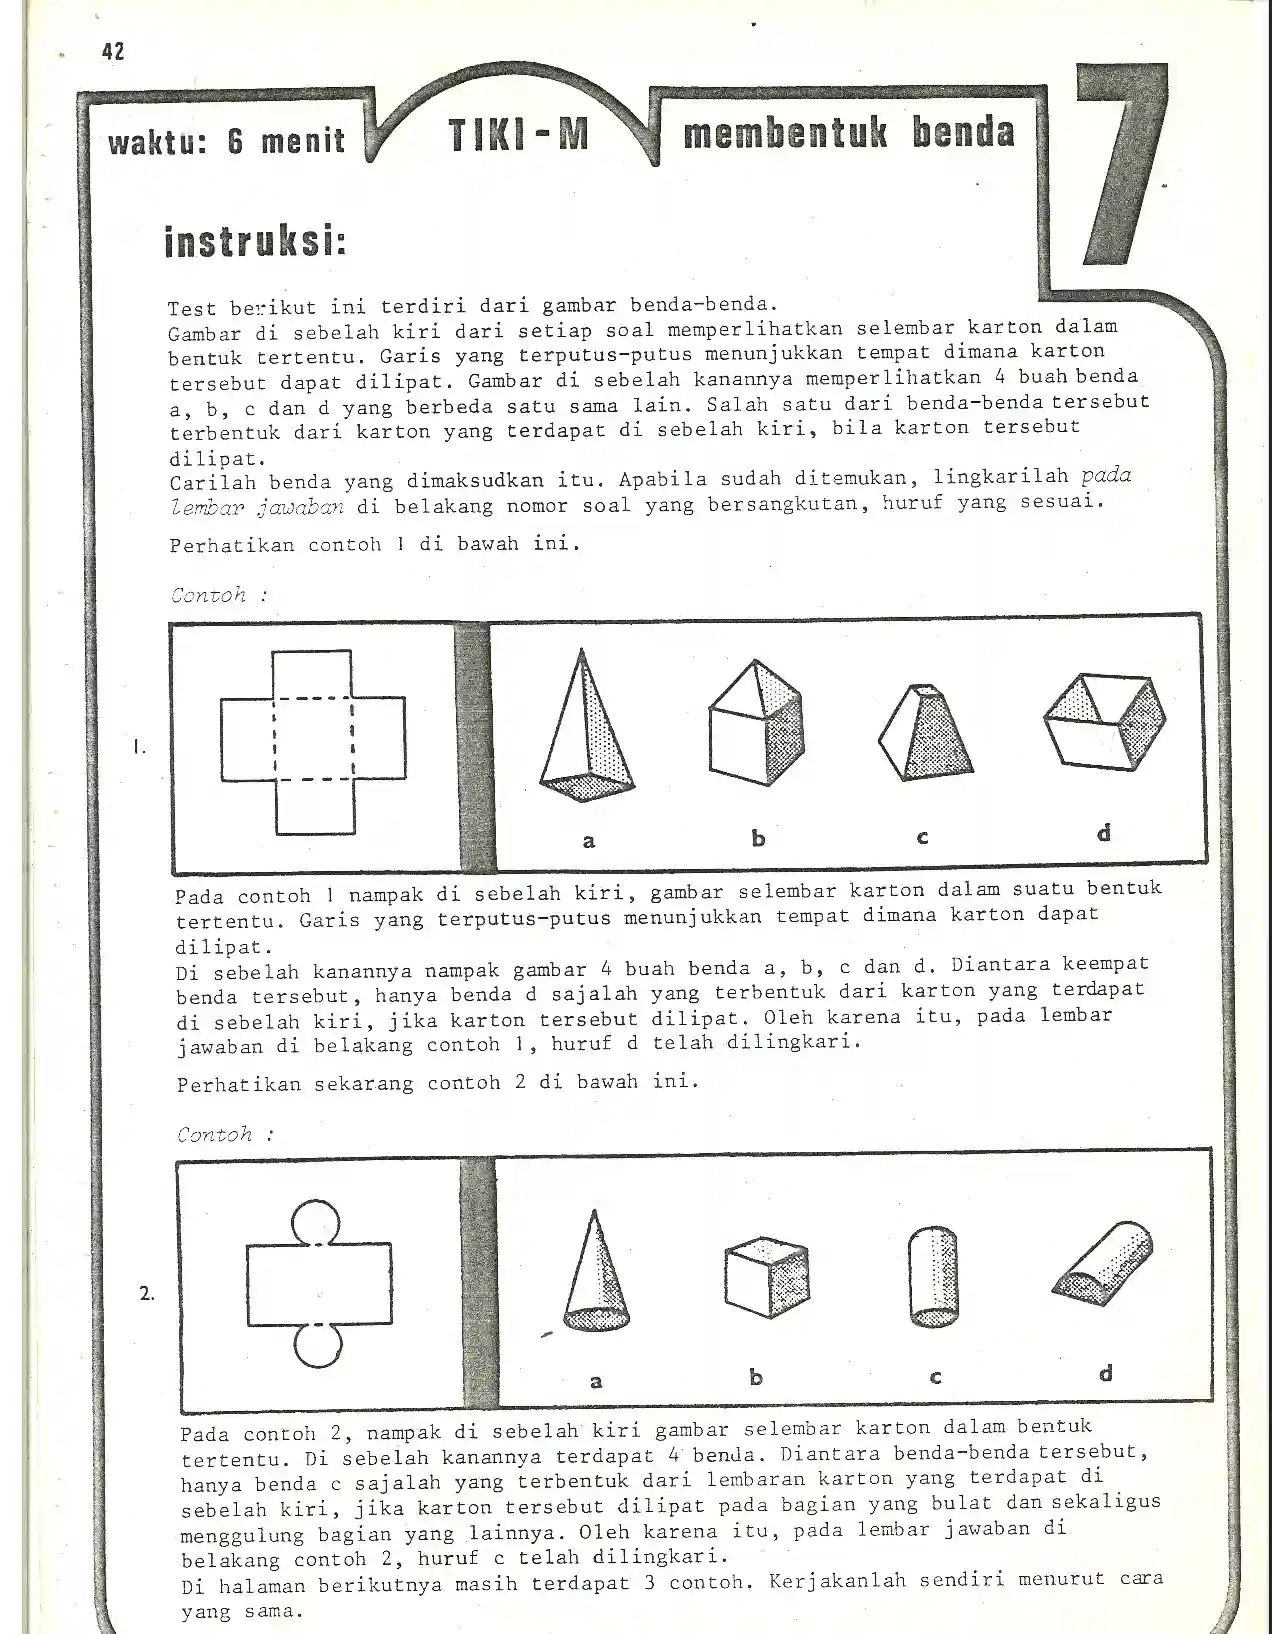 42
waktu: 6 menit TIKI-M membentuk benda 7
instruksi:
Test berikut ini terdiri dari gambar benda-benda.
Gambar di sebelah kiri dari setiap soal memperlihatkan selembar karton dalam
bentuk tertentu. Garis yang terputus-putus menunjukkan tempat dimana karton
tersebut dapat dilipat. Gambar di sebelah kanannya memperlihatkan 4 buah benda
a, b, c dan d yang berbeda satu sama lain. Salah satu dari benda-benda tersebut
terbentuk dari karton yang terdapat di sebelah kiri, bila karton tersebut
dilipat.
Carilah benda yang dimaksudkan itu. Apabila sudah ditemukan, lingkarilah pada
lembar jawaban di belakang nomor soal yang bersangkutan, huruf yang sesuai.
Perhatikan contoh 1 di bawah ini.
Contoh :
1.
a b c d
Pada contoh 1 nampak di sebelah kiri, gambar selembar karton dalam suatu bentuk
tertentu. Garis yang terputus-putus menunjukkan tempat dimana karton dapat
dilipat.
Di sebelah kanannya nampak gambar 4 buah benda a, b, c dan d. Diantara keempat
benda tersebut, hanya benda d sajalah yang terbentuk dari karton yang terdapat
di sebelah kiri, jika karton tersebut dilipat. Oleh karena itu, pada lembar
jawaban di belakang contoh 1, huruf d telah dilingkari.
Perhatikan sekarang contoh 2 di bawah ini.
Contoh :
2.
a b c d
Pada contoh 2, nampak di sebelah kiri gambar selembar karton dalam bentuk
tertentu. Di sebelah kanannya terdapat 4 benda. Diantara benda-benda tersebut,
hanya benda c sajalah yang terbentuk dari lembaran karton yang terdapat di
sebelah kiri, jika karton tersebut dilipat pada bagian yang bulat dan sekaligus
menggulung bagian yang lainnya. Oleh karena itu, pada lembar jawaban di
belakang contoh 2, huruf c telah dilingkari.
Di halaman berikutnya masih terdapat 3 contoh. Kerjakanlah sendiri menurut cara
yang sama.